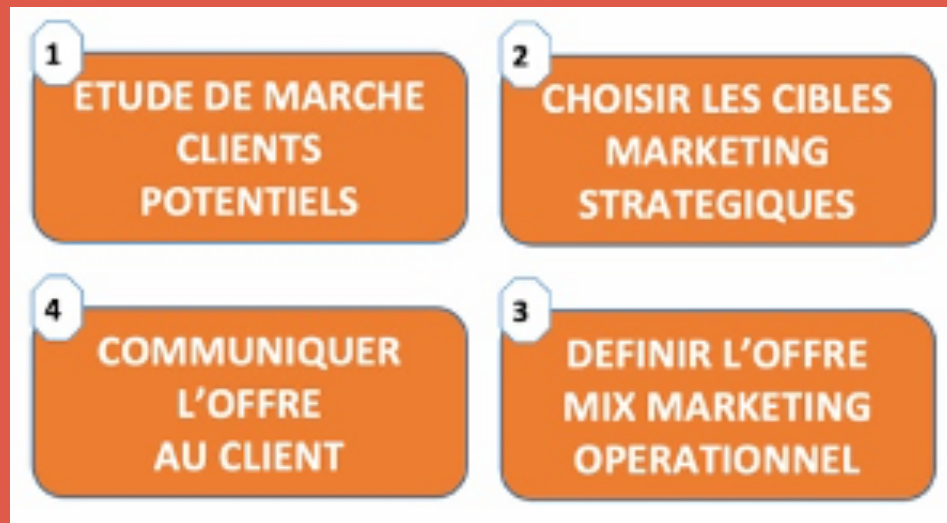 1
ETUDE DE MARCHE
CLIENTS
POTENTIELS
2
CHOISIR LES CIBLES
MARKETING
STRATEGIQUES
4
COMMUNIQUER
L'OFFRE
AU CLIENT
3
DEFINIR L'OFFRE
MIX MARKETING
OPERATIONNEL